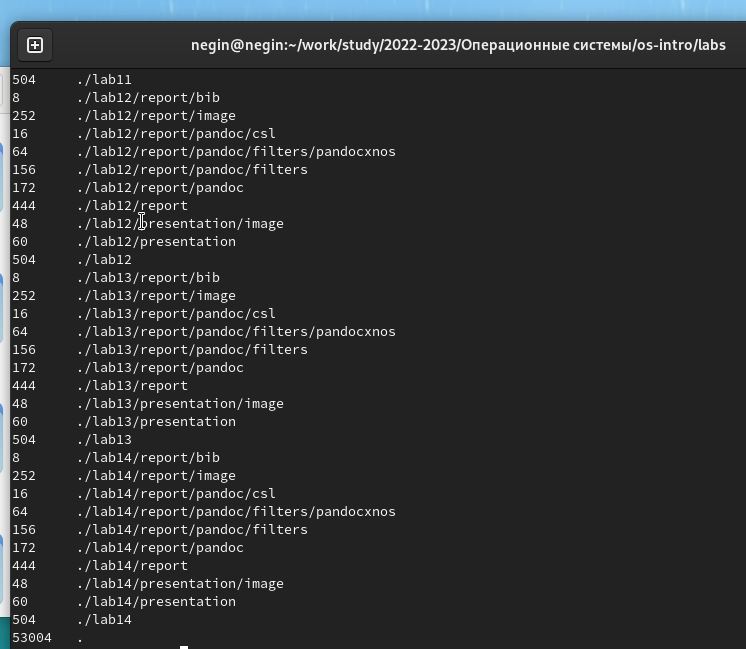 negin@negin:~/work/study/2022-2023/Операционные системы/os-intro/labs
504 ./lab11
8 ./lab12/report/bib
252 ./lab12/report/image
16 ./lab12/report/pandoc/csl
64 ./lab12/report/pandoc/filters/pandocxnos
156 ./lab12/report/pandoc/filters
172 ./lab12/report/pandoc
444 ./lab12/report
48 ./lab12/presentation/image
60 ./lab12/presentation
504 ./lab12
8 ./lab13/report/bib
252 ./lab13/report/image
16 ./lab13/report/pandoc/csl
64 ./lab13/report/pandoc/filters/pandocxnos
156 ./lab13/report/pandoc/filters
172 ./lab13/report/pandoc
444 ./lab13/report
48 ./lab13/presentation/image
60 ./lab13/presentation
504 ./lab13
8 ./lab14/report/bib
252 ./lab14/report/image
16 ./lab14/report/pandoc/csl
64 ./lab14/report/pandoc/filters/pandocxnos
156 ./lab14/report/pandoc/filters
172 ./lab14/report/pandoc
444 ./lab14/report
48 ./lab14/presentation/image
60 ./lab14/presentation
504 ./lab14
53004 .